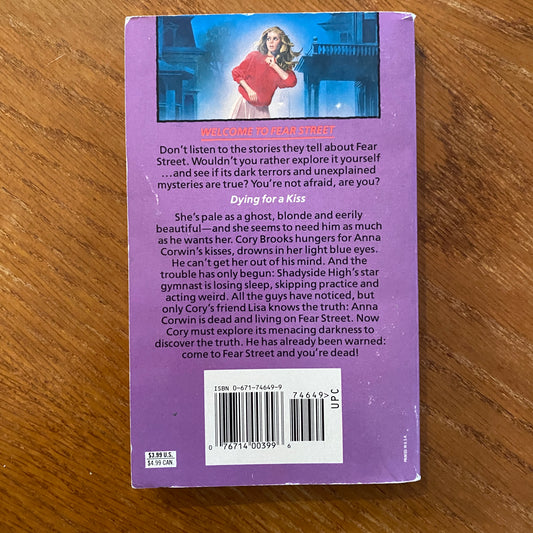 WELCOME TO FEAR STREET
Don't listen to the stories they tell about Fear
Street. Wouldn't you rather explore it yourself
...and see if its dark terrors and unexplained
mysteries are true? You're not afraid, are you?
Dying for a Kiss
She's pale as a ghost, blonde and eerily
beautiful—and she seems to need him as much
as he wants her. Cory Brooks hungers for Anna
Corwin's kisses, drowns in her light blue eyes.
He can't get her out of his mind. And the
trouble has only begun: Shadyside High's star
gymnast is losing sleep, skipping practice and
acting weird. All the guys have noticed, but
only Cory's friend Lisa knows the truth: Anna
Corwin is dead and living on Fear Street. Now
Cory must explore its menacing darkness to
discover the truth. He has already been warned:
come to Fear Street and you're dead!
ISBN 0-671-74649-9
74649>
UPC
0 76714 00399 6
$3.99 U.S.
$4.99 CAN.
PRINTED IN U.S.A.